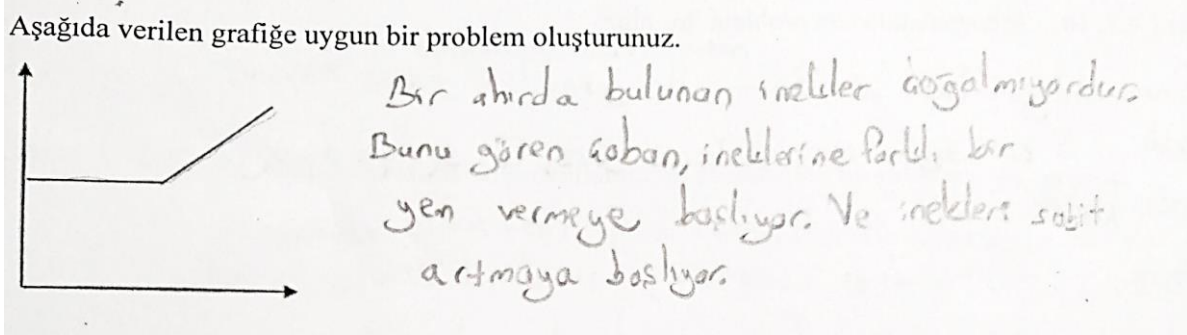 Aşağıda verilen grafiğe uygun bir problem oluşturunuz.
Bir ahırda bulunan inekler çoğalmıyordur.
Bunu gören çoban, ineklerine farklı bir
yem vermeye başlıyor. Ve inekleri sabit
artmaya başlıyor.